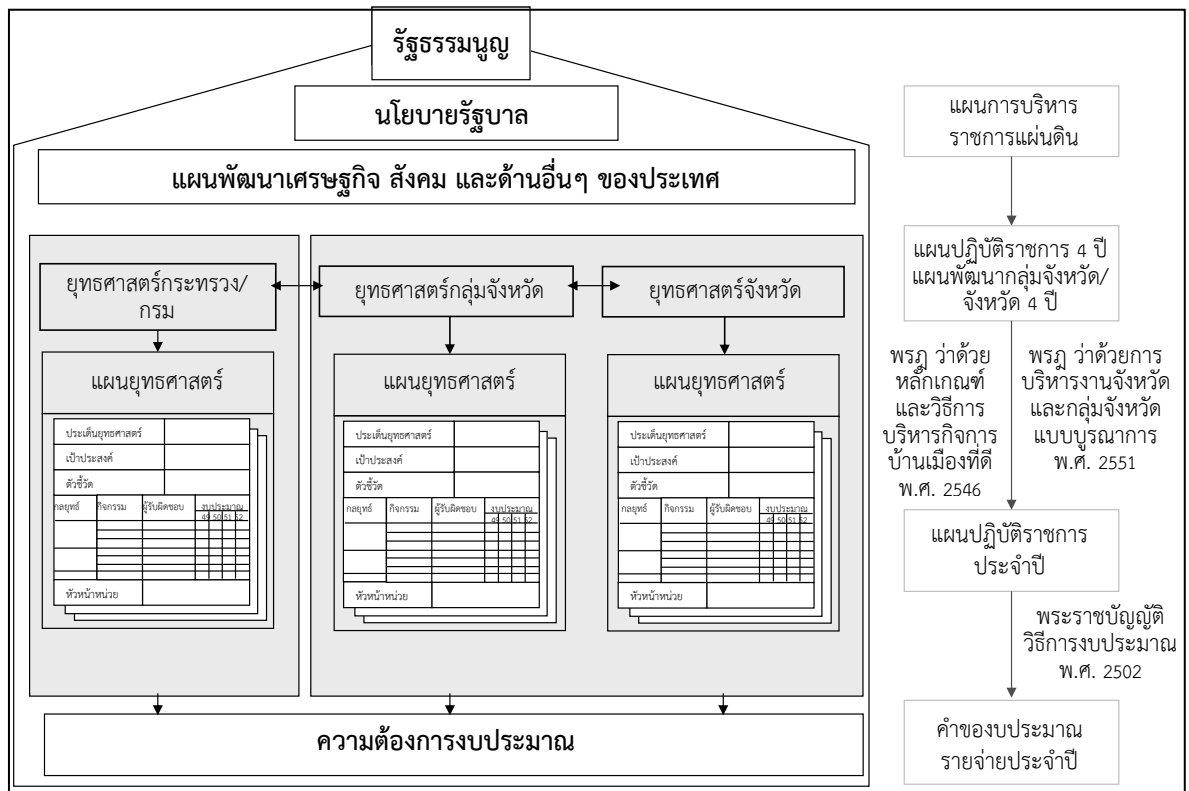 รัฐธรรมนูญ
นโยบายรัฐบาล
แผนพัฒนาเศรษฐกิจ สังคม และด้านอื่นๆ ของประเทศ
ยุทธศาสตร์กระทรวง/
กรม
ยุทธศาสตร์กลุ่มจังหวัด
ยุทธศาสตร์จังหวัด
แผนยุทธศาสตร์
ประเด็นยุทธศาสตร์
เป้าประสงค์
ตัวชี้วัด
กลยุทธ์ กิจกรรม ผู้รับผิดชอบ งบประมาณ
49 50 51 52
หัวหน้าหน่วย
แผนยุทธศาสตร์
ประเด็นยุทธศาสตร์
เป้าประสงค์
ตัวชี้วัด
กลยุทธ์ กิจกรรม ผู้รับผิดชอบ งบประมาณ
49 50 51 52
หัวหน้าหน่วย
แผนยุทธศาสตร์
ประเด็นยุทธศาสตร์
เป้าประสงค์
ตัวชี้วัด
กลยุทธ์ กิจกรรม ผู้รับผิดชอบ งบประมาณ
49 50 51 52
หัวหน้าหน่วย
ความต้องการงบประมาณ
แผนการบริหาร
ราชการแผ่นดิน
แผนปฏิบัติราชการ 4 ปี
แผนพัฒนากลุ่มจังหวัด/
จังหวัด 4 ปี
พรฎ ว่าด้วย
หลักเกณฑ์
และวิธีการ
บริหารกิจการ
บ้านเมืองที่ดี
พ.ศ. 2546
พรฎ ว่าด้วยการ
บริหารงานจังหวัด
และกลุ่มจังหวัด
แบบบูรณาการ
พ.ศ. 2551
แผนปฏิบัติราชการ
ประจำปี
พระราชบัญญัติ
วิธีการงบประมาณ
พ.ศ. 2502
คำของบประมาณ
รายจ่ายประจำปี